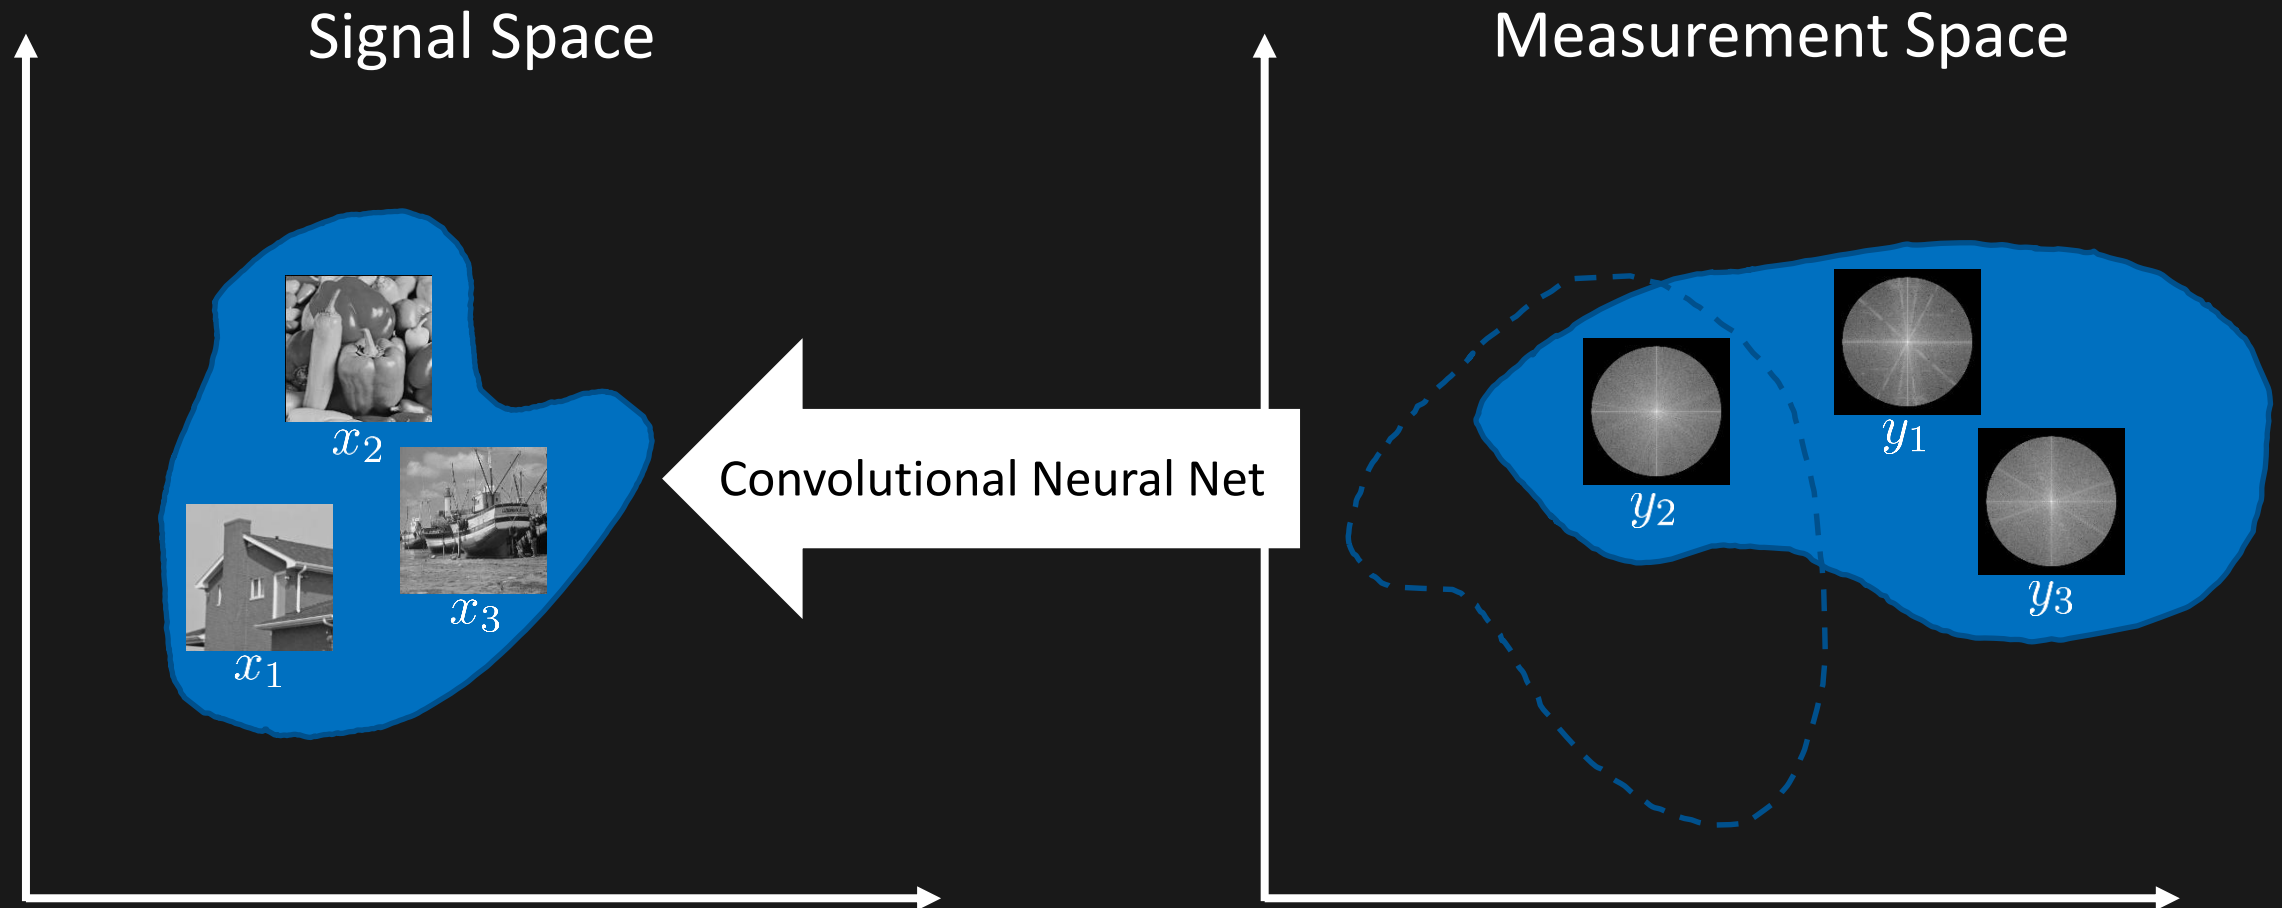 Signal Space
Measurement Space
x₂
x₃
x₁
Convolutional Neural Net
y₁
y₂
y₃